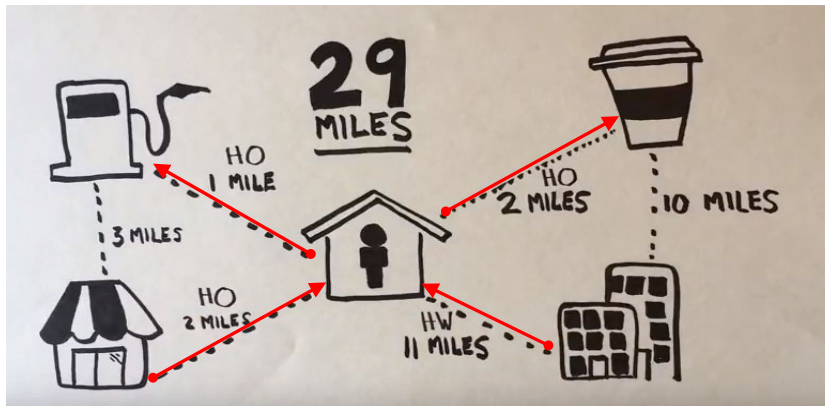 29
MILES
HO
1 MILE
3 MILES
HO
2 MILES
HO
2 MILES
10 MILES
HW
11 MILES